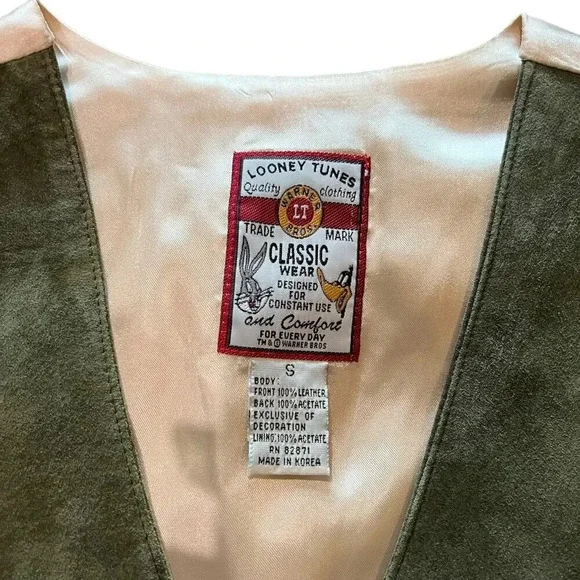 LOONEY TUNES
Quality clothing
WARNER BROS.
LT
TRADE MARK
CLASSIC
WEAR
DESIGNED
FOR
CONSTANT USE
and Comfort
FOR EVERY DAY
TM & © WARNER BROS
S
BODY:
FRONT 100% LEATHER
BACK 100% ACETATE
EXCLUSIVE OF
DECORATION
LINING: 100% ACETATE
RN 82871
MADE IN KOREA